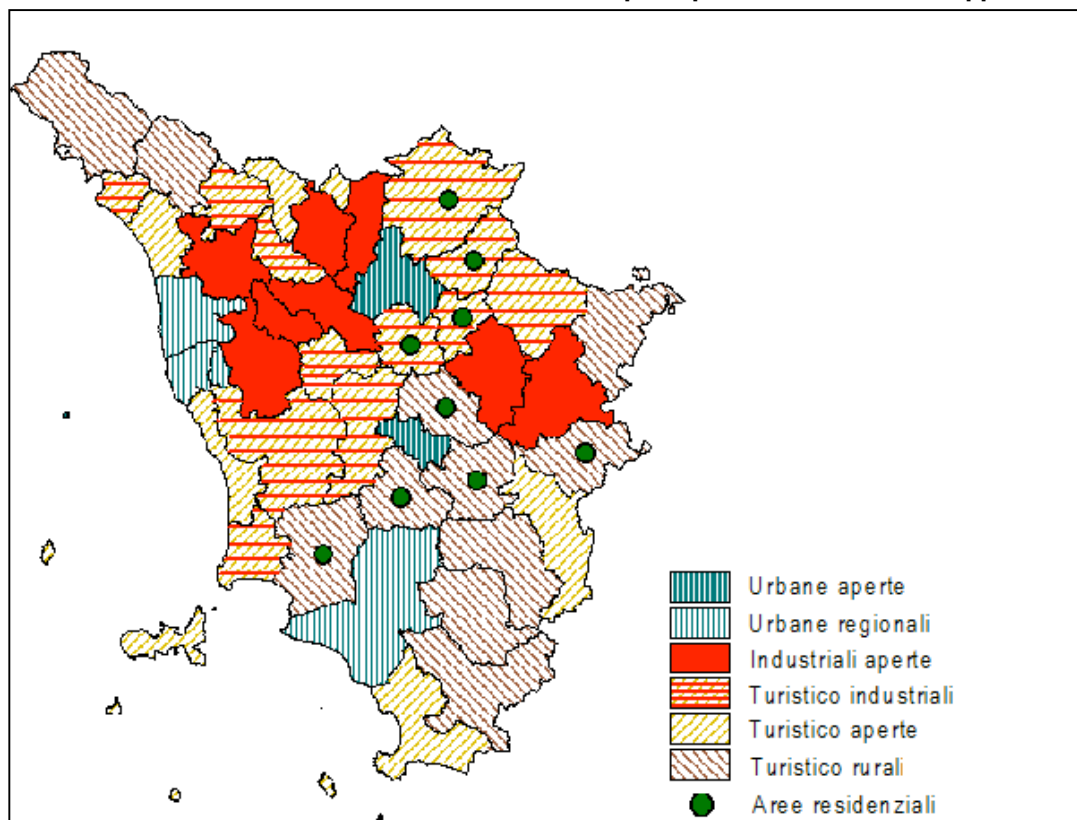 Urbane aperte
Urbane regionali
Industriali aperte
Turistico industriali
Turistico aperte
Turistico rurali
Aree residenziali